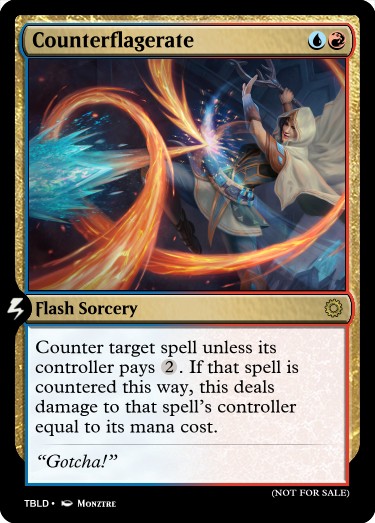 Counterflagerate
Flash Sorcery
Counter target spell unless its
controller pays 2. If that spell is
countered this way, this deals
damage to that spell’s controller
equal to its mana cost.
“Gotcha!”
(NOT FOR SALE)
TBLD • Monztre